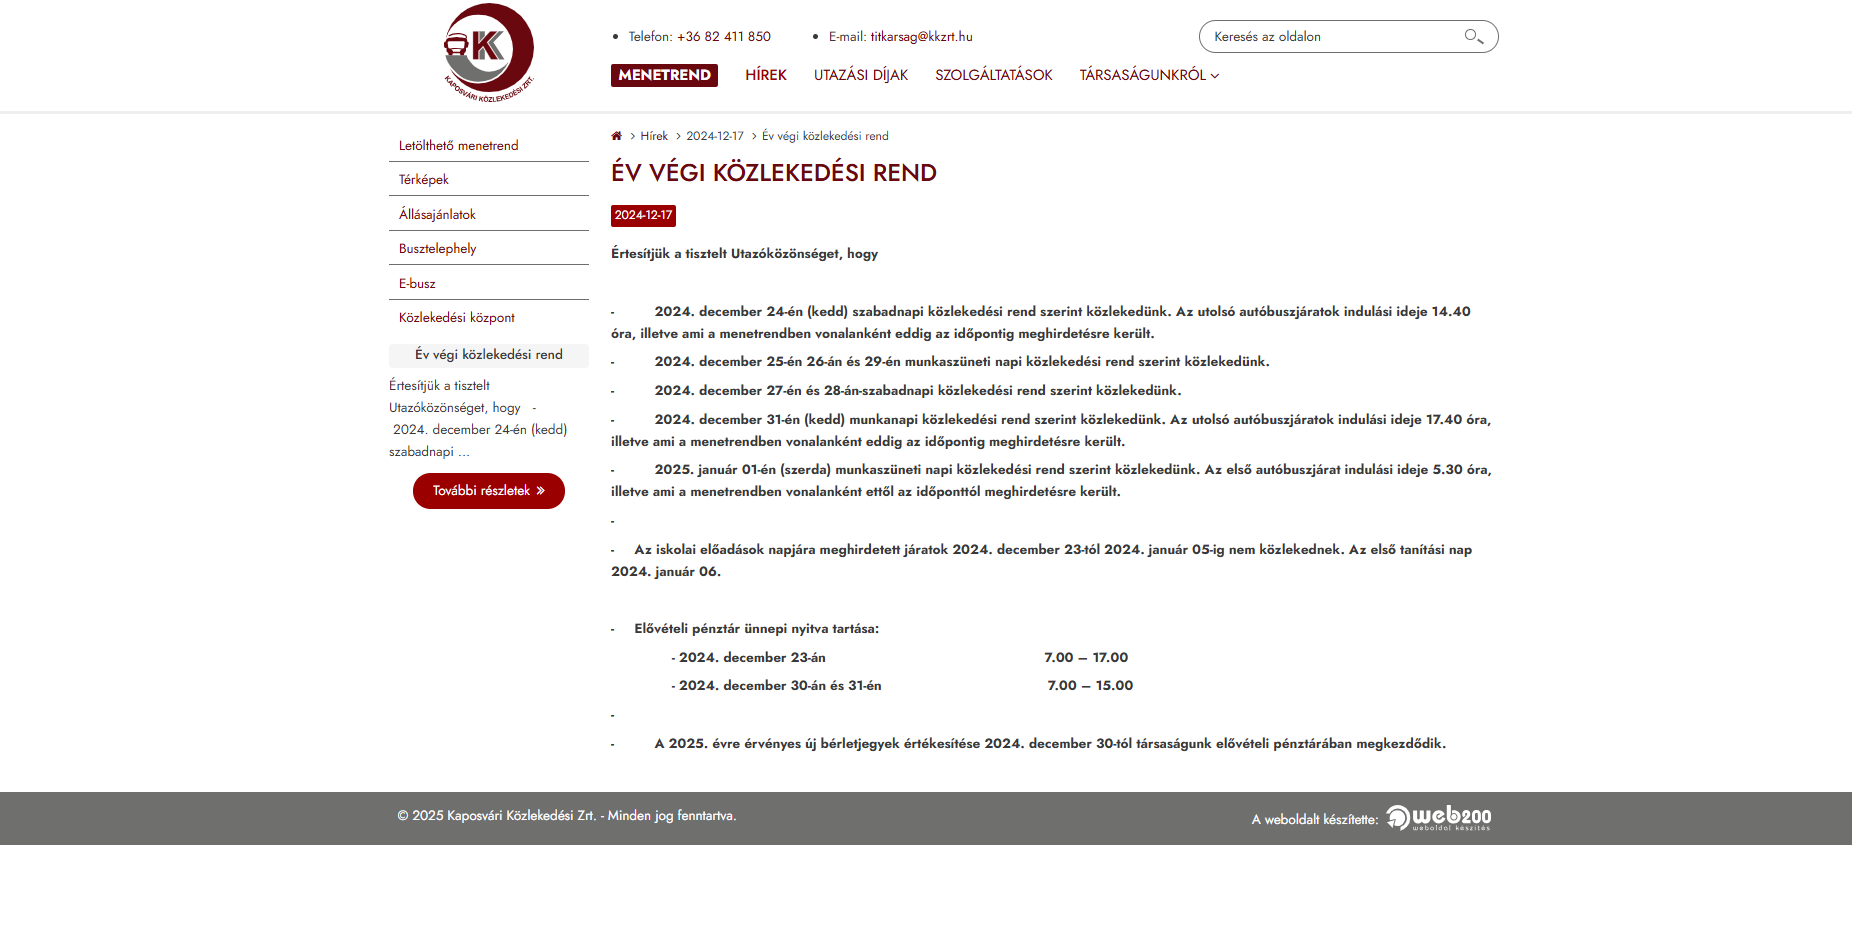 KK
KAPOSVÁRI KÖZLEKEDÉSI ZRT.
Telefon: +36 82 411 850
E-mail: titkarsag@kkzrt.hu
Keresés az oldalon
MENETREND HÍREK UTAZÁSI DÍJAK SZOLGÁLTATÁSOK TÁRSASÁGUNKRÓL
Letölthető menetrend
Térképek
Állásajánlatok
Busztelephely
E-busz
Közlekedési központ
Év végi közlekedési rend
Értesítjük a tisztelt
Utazóközönséget, hogy -
2024. december 24-én (kedd)
szabadnapi ...
További részletek »
> Hírek > 2024-12-17 > Év végi közlekedési rend
ÉV VÉGI KÖZLEKEDÉSI REND
2024-12-17
Értesítjük a tisztelt Utazóközönséget, hogy
- 2024. december 24-én (kedd) szabadnapi közlekedési rend szerint közlekedünk. Az utolsó autóbuszjáratok indulási ideje 14.40
óra, illetve ami a menetrendben vonalanként eddig az időpontig meghirdetésre került.
- 2024. december 25-én 26-án és 29-én munkaszüneti napi közlekedési rend szerint közlekedünk.
- 2024. december 27-én és 28-án-szabadnapi közlekedési rend szerint közlekedünk.
- 2024. december 31-én (kedd) munkanapi közlekedési rend szerint közlekedünk. Az utolsó autóbuszjáratok indulási ideje 17.40 óra,
illetve ami a menetrendben vonalanként eddig az időpontig meghirdetésre került.
- 2025. január 01-én (szerda) munkaszüneti napi közlekedési rend szerint közlekedünk. Az első autóbuszjárat indulási ideje 5.30 óra,
illetve ami a menetrendben vonalanként ettől az időponttól meghirdetésre került.
-
- Az iskolai előadások napjára meghirdetett járatok 2024. december 23-tól 2024. január 05-ig nem közlekednek. Az első tanítási nap
2024. január 06.
- Elővételi pénztár ünnepi nyitva tartása:
- 2024. december 23-án 7.00 – 17.00
- 2024. december 30-án és 31-én 7.00 – 15.00
-
- A 2025. évre érvényes új bérletjegyek értékesítése 2024. december 30-tól társaságunk elővételi pénztárában megkezdődik.
© 2025 Kaposvári Közlekedési Zrt. - Minden jog fenntartva.
A weboldalt készítette: web200
weboldal készítés